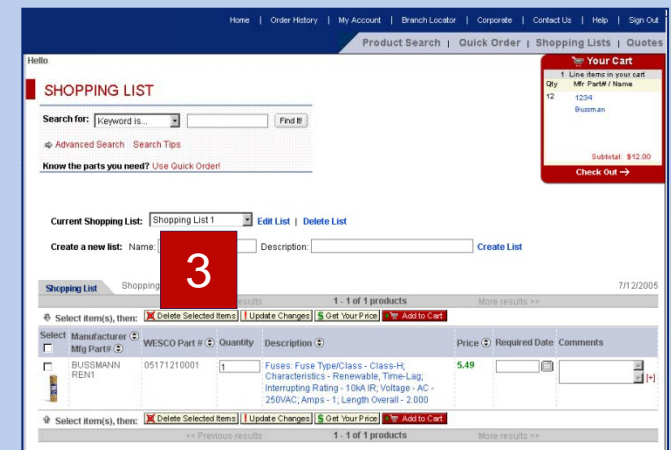 Home | Order History | My Account | Branch Locator | Corporate | Contact Us | Help | Sign Out
Product Search | Quick Order | Shopping Lists | Quotes
Hello
Your Cart
1 Line items in your cart
Qty Mfr Part# / Name
12 1234
Bussman
Subtotal: $12.00
Check Out →
SHOPPING LIST
Search for: Keyword is... Find It!
Advanced Search Search Tips
Know the parts you need? Use Quick Order!
Current Shopping List: Shopping List 1 Edit List | Delete List
Create a new list: Name: Description: Create List
3
Shopping List Shopping 7/12/2005
results 1 - 1 of 1 products More results >>
Select item(s), then: Delete Selected Items Update Changes Get Your Price Add to Cart
Select Manufacturer WESCO Part # Quantity Description Price Required Date Comments
Mfg Part#
BUSSMANN 05171210001 1 Fuses: Fuse Type/Class - Class-H; 5.49
REN1 Characteristics - Renewable, Time-Lag; [+]
Interrupting Rating - 10kA IR; Voltage - AC -
250VAC; Amps - 1; Length Overall - 2.000
Select item(s), then: Delete Selected Items Update Changes Get Your Price Add to Cart
<< Previous results 1 - 1 of 1 products More results >>